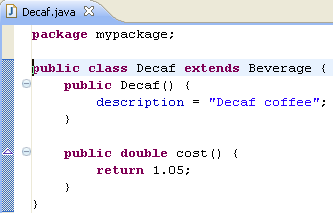 Decaf.java
package mypackage;
public class Decaf extends Beverage {
public Decaf() {
description = "Decaf coffee";
}
public double cost() {
return 1.05;
}
}